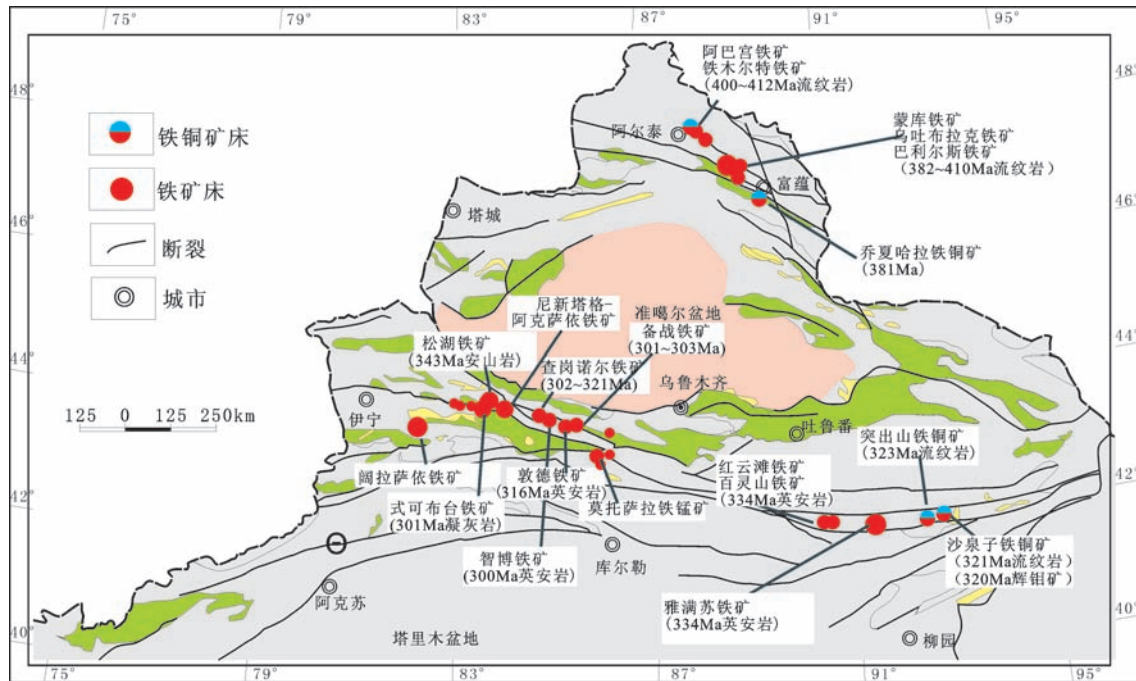 75°
79°
83°
87°
91°
95°
48°
48°
46°
46°
44°
44°
42°
42°
40°
40°
75°
79°
83°
87°
91°
95°
铁铜矿床
铁矿床
断裂
城市
125 0 125 250km
阿巴宫铁矿
铁木尔特铁矿
(400~412Ma流纹岩)
阿尔泰
蒙库铁矿
乌吐布拉克铁矿
巴利尔斯铁矿
(382~410Ma流纹岩)
富蕴
塔城
乔夏哈拉铁铜矿
(381Ma)
尼新塔格-
阿克萨依铁矿
准噶尔盆地
备战铁矿
(301~303Ma)
松湖铁矿
(343Ma安山岩)
查岗诺尔铁矿
(302~321Ma)
乌鲁木齐
伊宁
吐鲁番
突出山铁铜矿
(323Ma流纹岩)
阔拉萨依铁矿
敦德铁矿
(316Ma英安岩)
红云滩铁矿
百灵山铁矿
(334Ma英安岩)
式可布台铁矿
(301Ma凝灰岩)
莫托萨拉铁锰矿
智博铁矿
(300Ma英安岩)
库尔勒
沙泉子铁铜矿
(321Ma流纹岩)
(320Ma辉钼矿)
阿克苏
雅满苏铁矿
(334Ma英安岩)
塔里木盆地
柳园